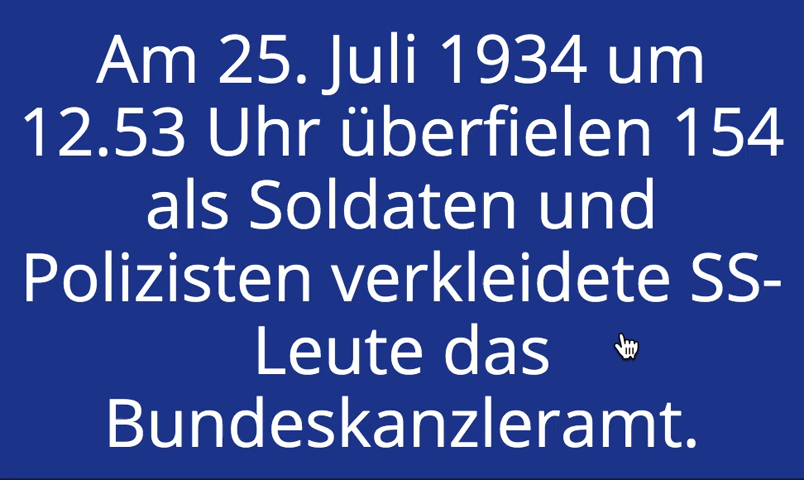 Am 25. Juli 1934 um
12.53 Uhr überfielen 154
als Soldaten und
Polizisten verkleidete SS-
Leute das
Bundeskanzleramt.